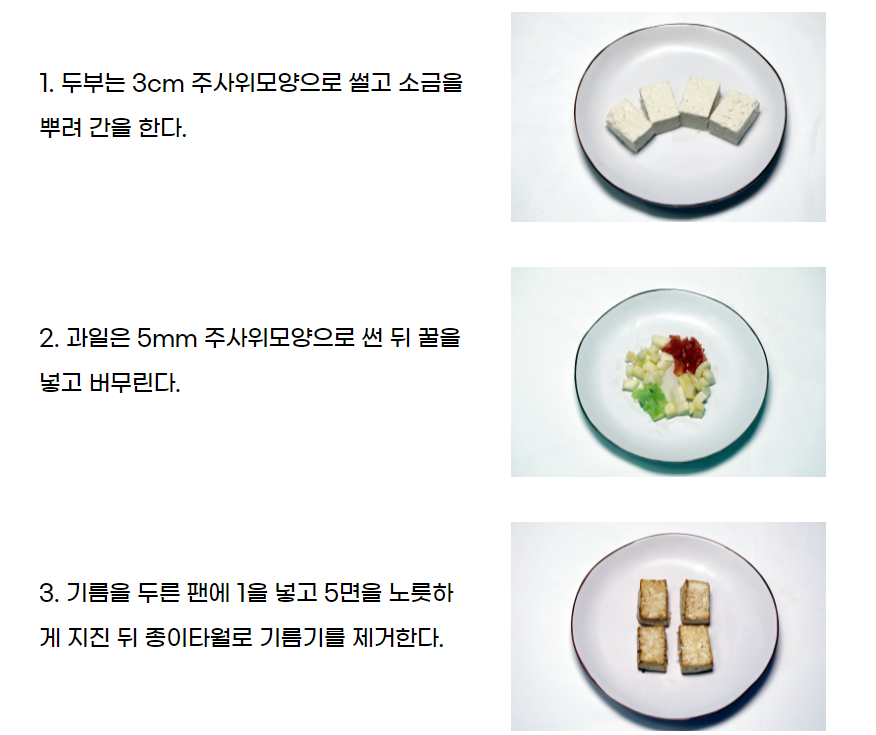 1. 두부는 3cm 주사위모양으로 썰고 소금을
뿌려 간을 한다.
2. 과일은 5mm 주사위모양으로 썬 뒤 꿀을
넣고 버무린다.
3. 기름을 두른 팬에 1을 넣고 5면을 노릇하
게 지진 뒤 종이타월로 기름기를 제거한다.